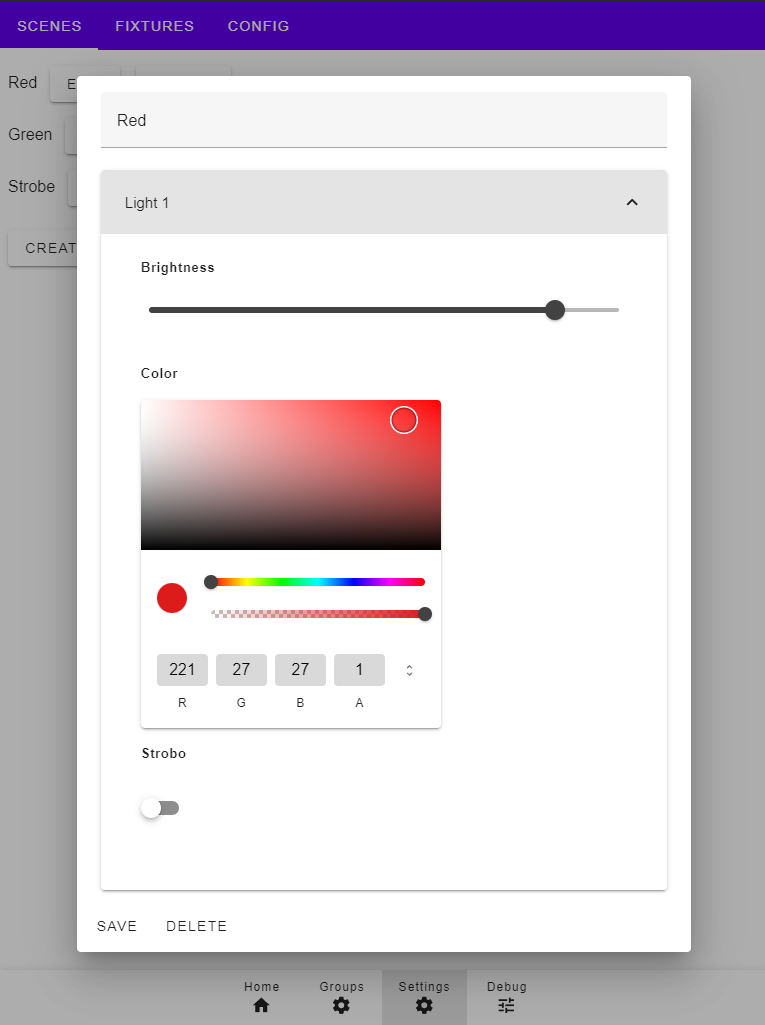 SCENES FIXTURES CONFIG
Red
Green
Strobe
Red
Light 1
Brightness
Color
221 27 27 1
R G B A
Strobo
SAVE DELETE
Home Groups Settings Debug